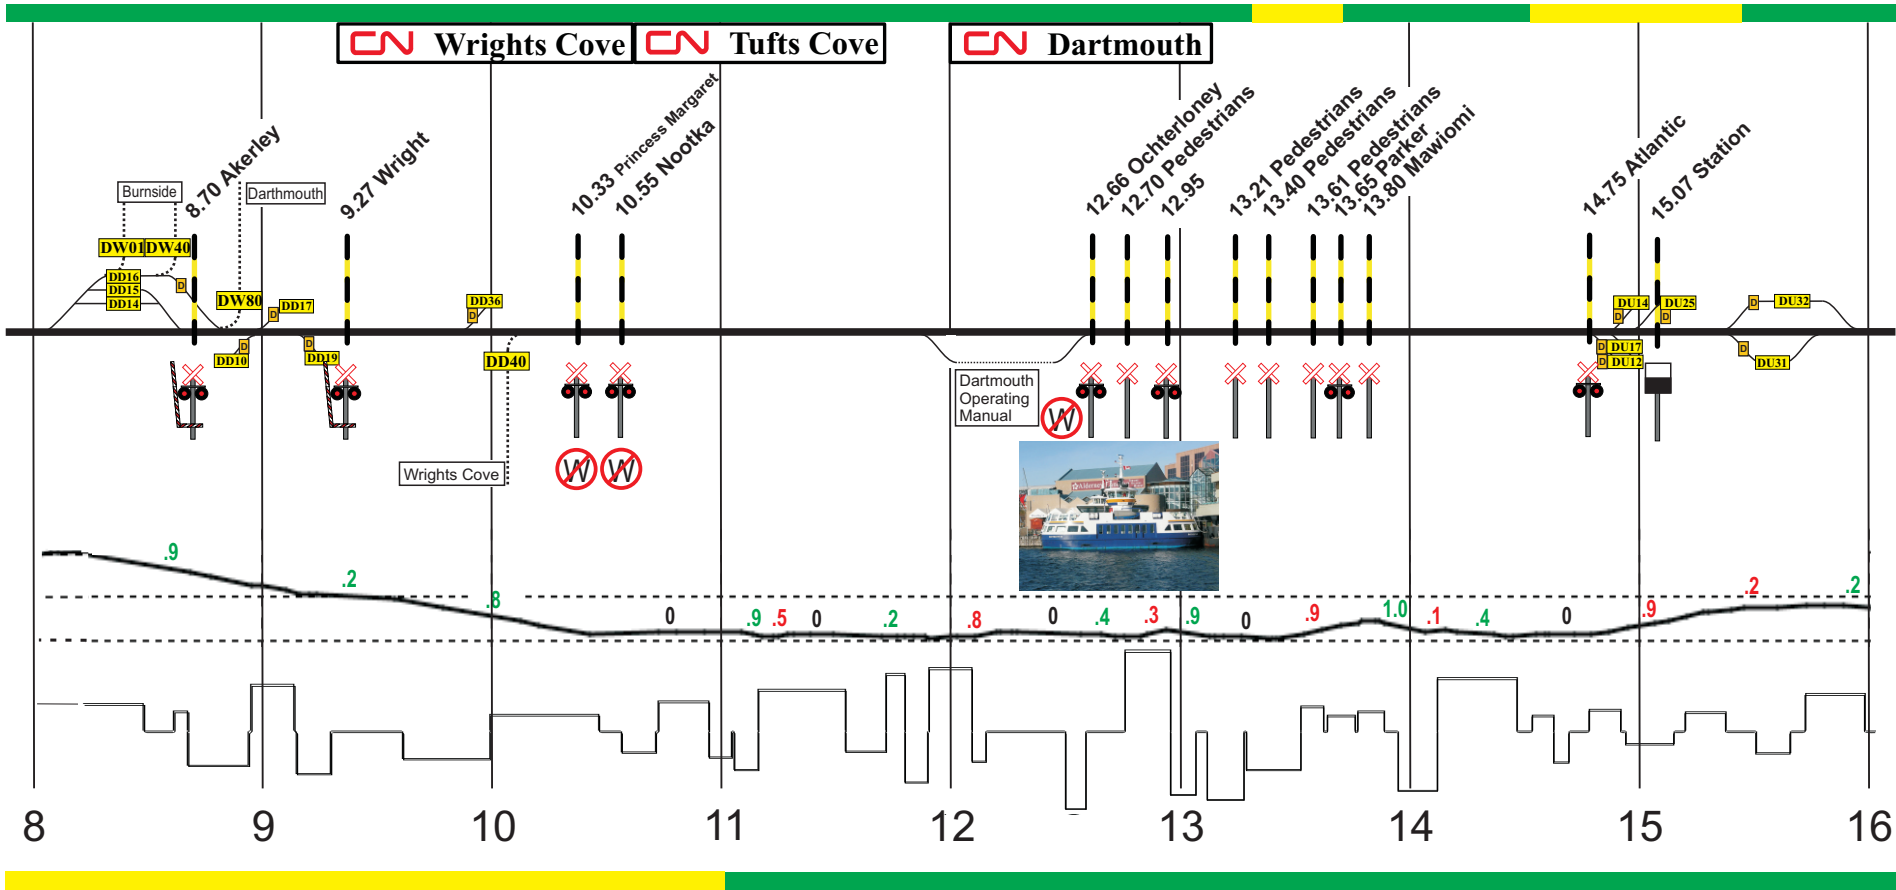 CN Wrights Cove
CN Tufts Cove
CN Dartmouth
8.70 Akerley
9.27 Wright
10.33 Princess Margaret
10.55 Nootka
12.66 Ochterloney
12.70 Pedestrians
12.95
13.21 Pedestrians
13.40 Pedestrians
13.61 Pedestrians
13.65 Parker
13.80 Mawiomi
14.75 Atlantic
15.07 Station
Burnside
Darthmouth
DW01
DW40
DD16
DD15
DD14
D
DW80
D
DD17
D
DD10
D
DD19
DD36
D
DD40
DU14
D
DU25
D
D
DU32
D
DU17
D
DU12
D
DU31
Dartmouth
Operating
Manual
W
W
W
Wrights Cove
.9
.2
.8
0
.9
.5
0
.2
.8
0
.4
.3
.9
0
.9
1.0
.1
.4
0
.9
.2
.2
8
9
10
11
12
13
14
15
16